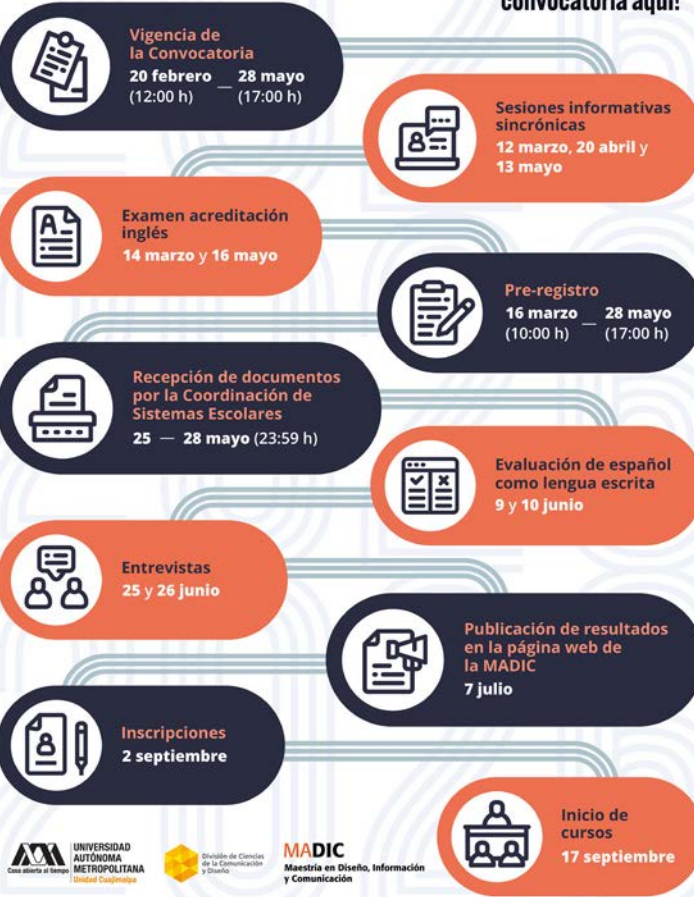 convocatoria aquí!
Vigencia de
la Convocatoria
20 febrero — 28 mayo
(12:00 h) (17:00 h)
Sesiones informativas
sincrónicas
12 marzo, 20 abril y
13 mayo
Examen acreditación
inglés
14 marzo y 16 mayo
Pre-registro
16 marzo — 28 mayo
(10:00 h) (17:00 h)
Recepción de documentos
por la Coordinación de
Sistemas Escolares
25 — 28 mayo (23:59 h)
Evaluación de español
como lengua escrita
9 y 10 junio
Entrevistas
25 y 26 junio
Publicación de resultados
en la página web de
la MADIC
7 julio
Inscripciones
2 septiembre
Inicio de
cursos
17 septiembre
Casa abierta al tiempo
UNIVERSIDAD
AUTÓNOMA
METROPOLITANA
Unidad Cuajimalpa
División de Ciencias
de la Comunicación
y Diseño
MADIC
Maestría en Diseño, Información
y Comunicación